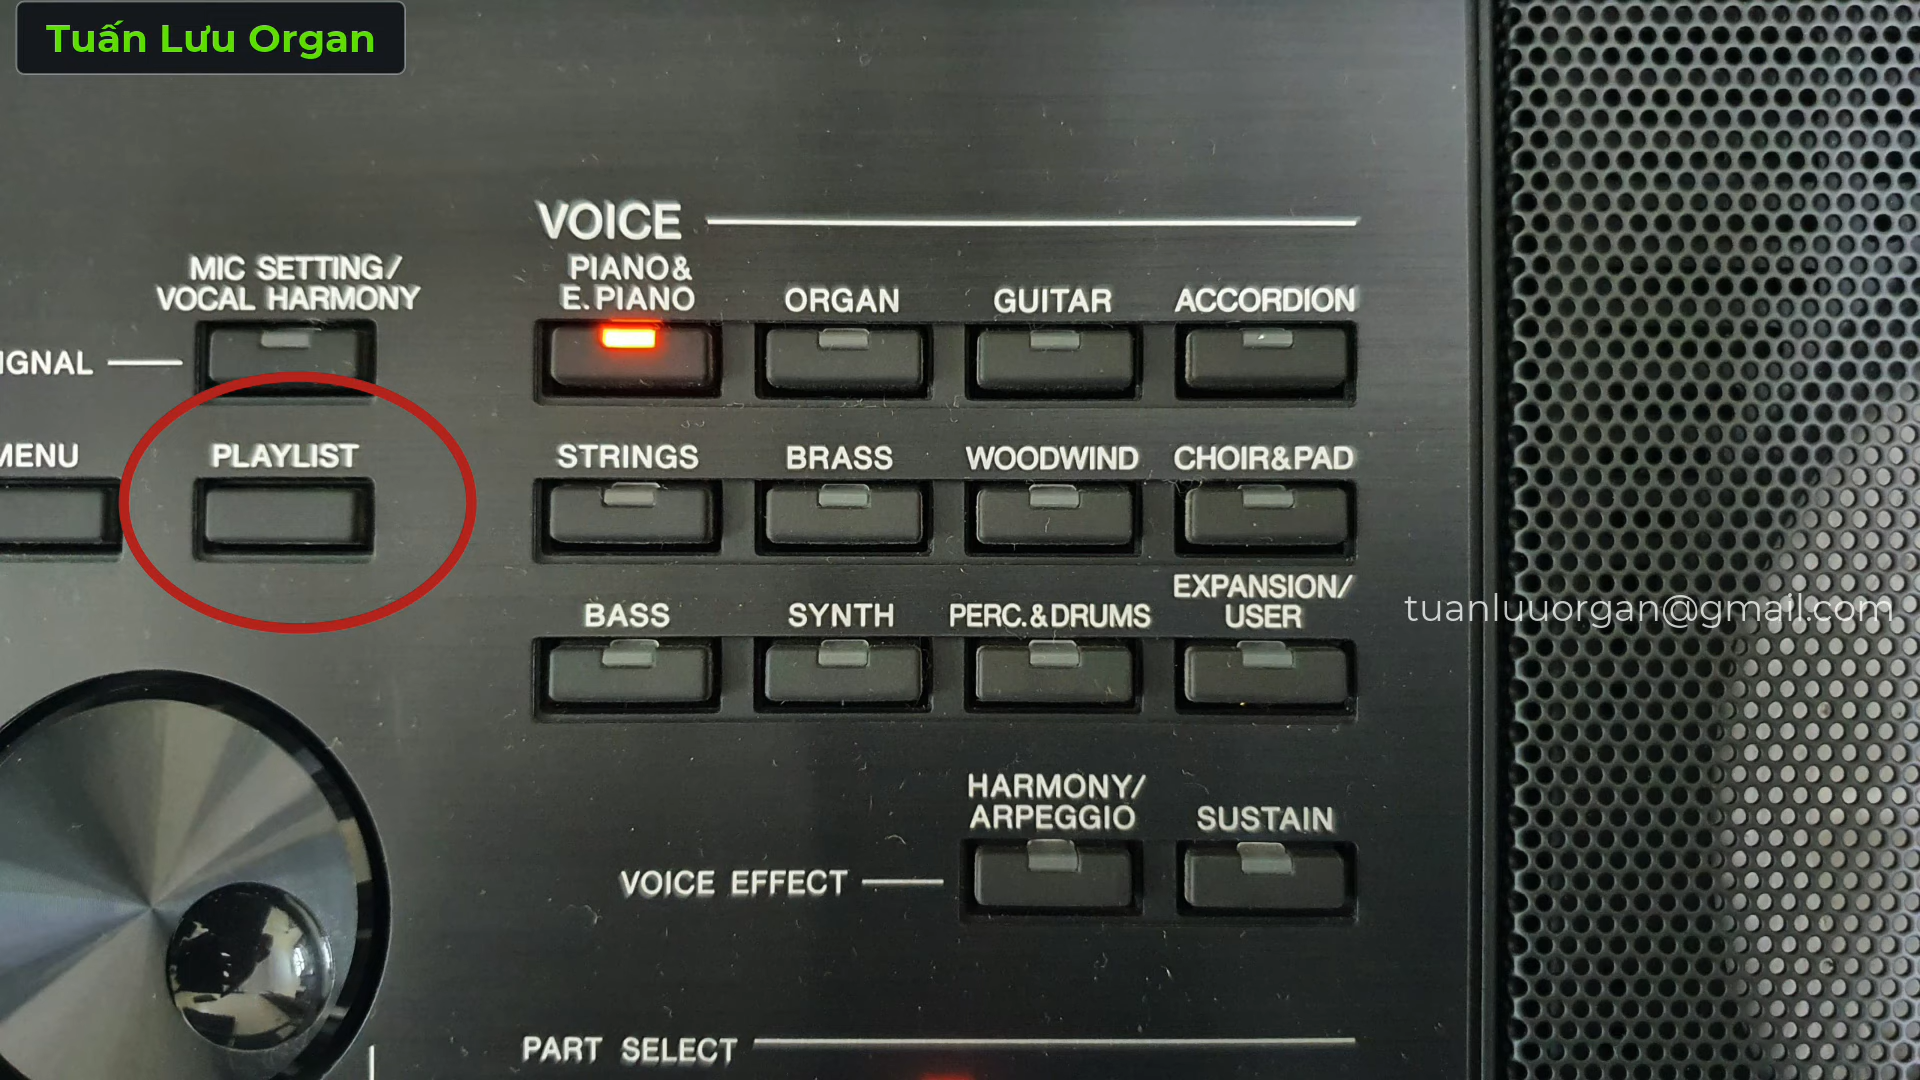 Tuấn Lưu Organ
VOICE
MIC SETTING/
VOCAL HARMONY
PIANO&
E.PIANO
ORGAN
GUITAR
ACCORDION
IGNAL
MENU
PLAYLIST
STRINGS
BRASS
WOODWIND
CHOIR&PAD
BASS
SYNTH
PERC.&DRUMS
EXPANSION/
USER
tuanluuorgan@gmail.com
HARMONY/
ARPEGGIO
SUSTAIN
VOICE EFFECT
PART SELECT